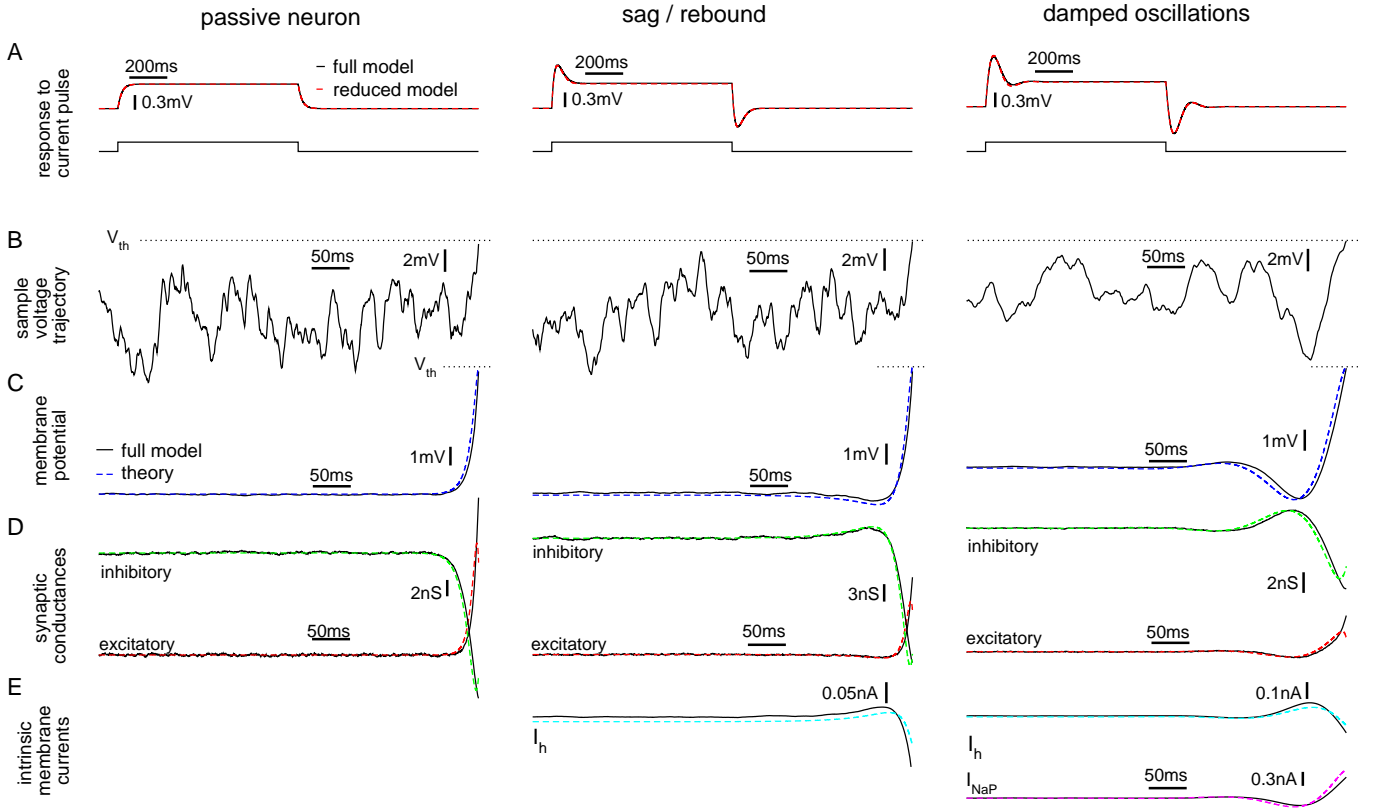 passive neuron
sag / rebound
damped oscillations
A
response to
current pulse
200ms
0.3mV
full model
reduced model
200ms
0.3mV
200ms
0.3mV
B
sample
voltage
trajectory
V_th
50ms
2mV
50ms
2mV
50ms
2mV
V_th
C
membrane
potential
full model
theory
50ms
1mV
50ms
1mV
50ms
1mV
D
synaptic
conductances
inhibitory
2nS
excitatory
50ms
inhibitory
3nS
excitatory
50ms
inhibitory
2nS
excitatory
50ms
E
intrinsic
membrane
currents
0.05nA
I_h
0.1nA
I_h
I_NaP
50ms
0.3nA